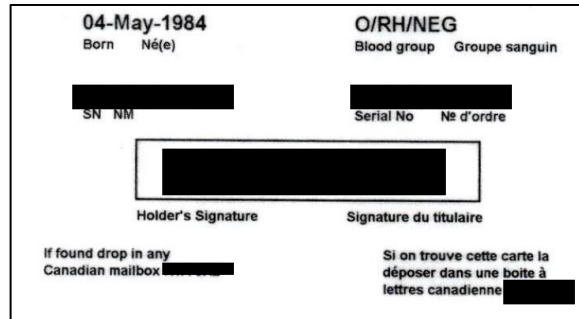 04-May-1984
Born Né(e)
O/RH/NEG
Blood group Groupe sanguin
SN NM
Serial No № d'ordre
Holder's Signature
Signature du titulaire
If found drop in any
Canadian mailbox
Si on trouve cette carte la
déposer dans une boite à
lettres canadienne